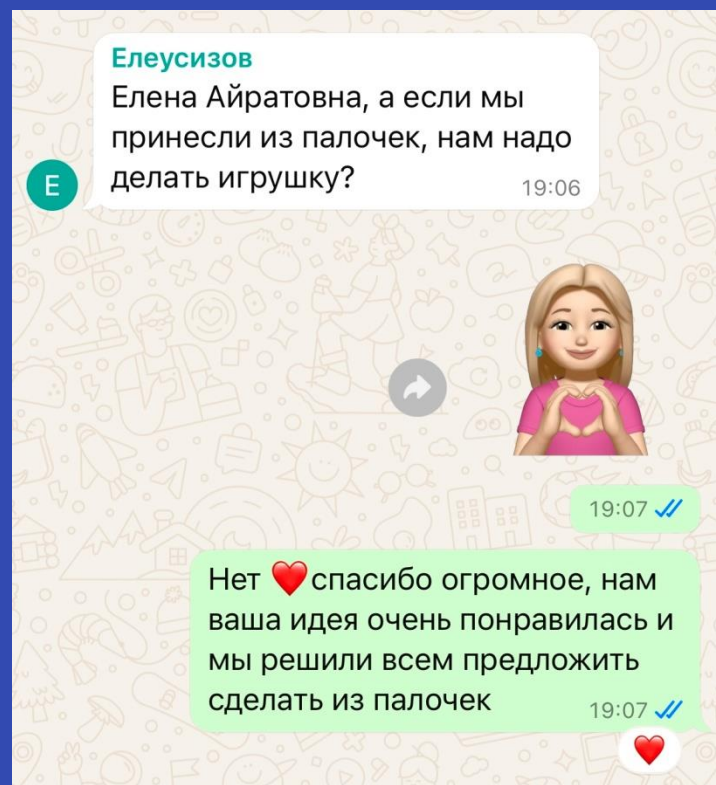 Елеусизов
Елена Айратовна, а если мы
принесли из палочек, нам надо
делать игрушку?
19:06
Е
19:07
Нет ❤️спасибо огромное, нам
ваша идея очень понравилась и
мы решили всем предложить
сделать из палочек
19:07